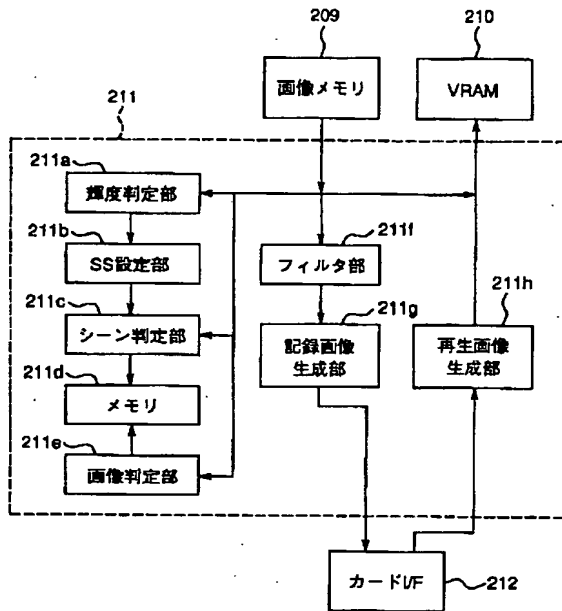 209
210
画像メモリ
VRAM
211
211a
輝度判定部
211b
SS設定部
211f
フィルタ部
211c
シーン判定部
211g
記録画像
生成部
211h
再生画像
生成部
211d
メモリ
211e
画像判定部
カードI/F
212